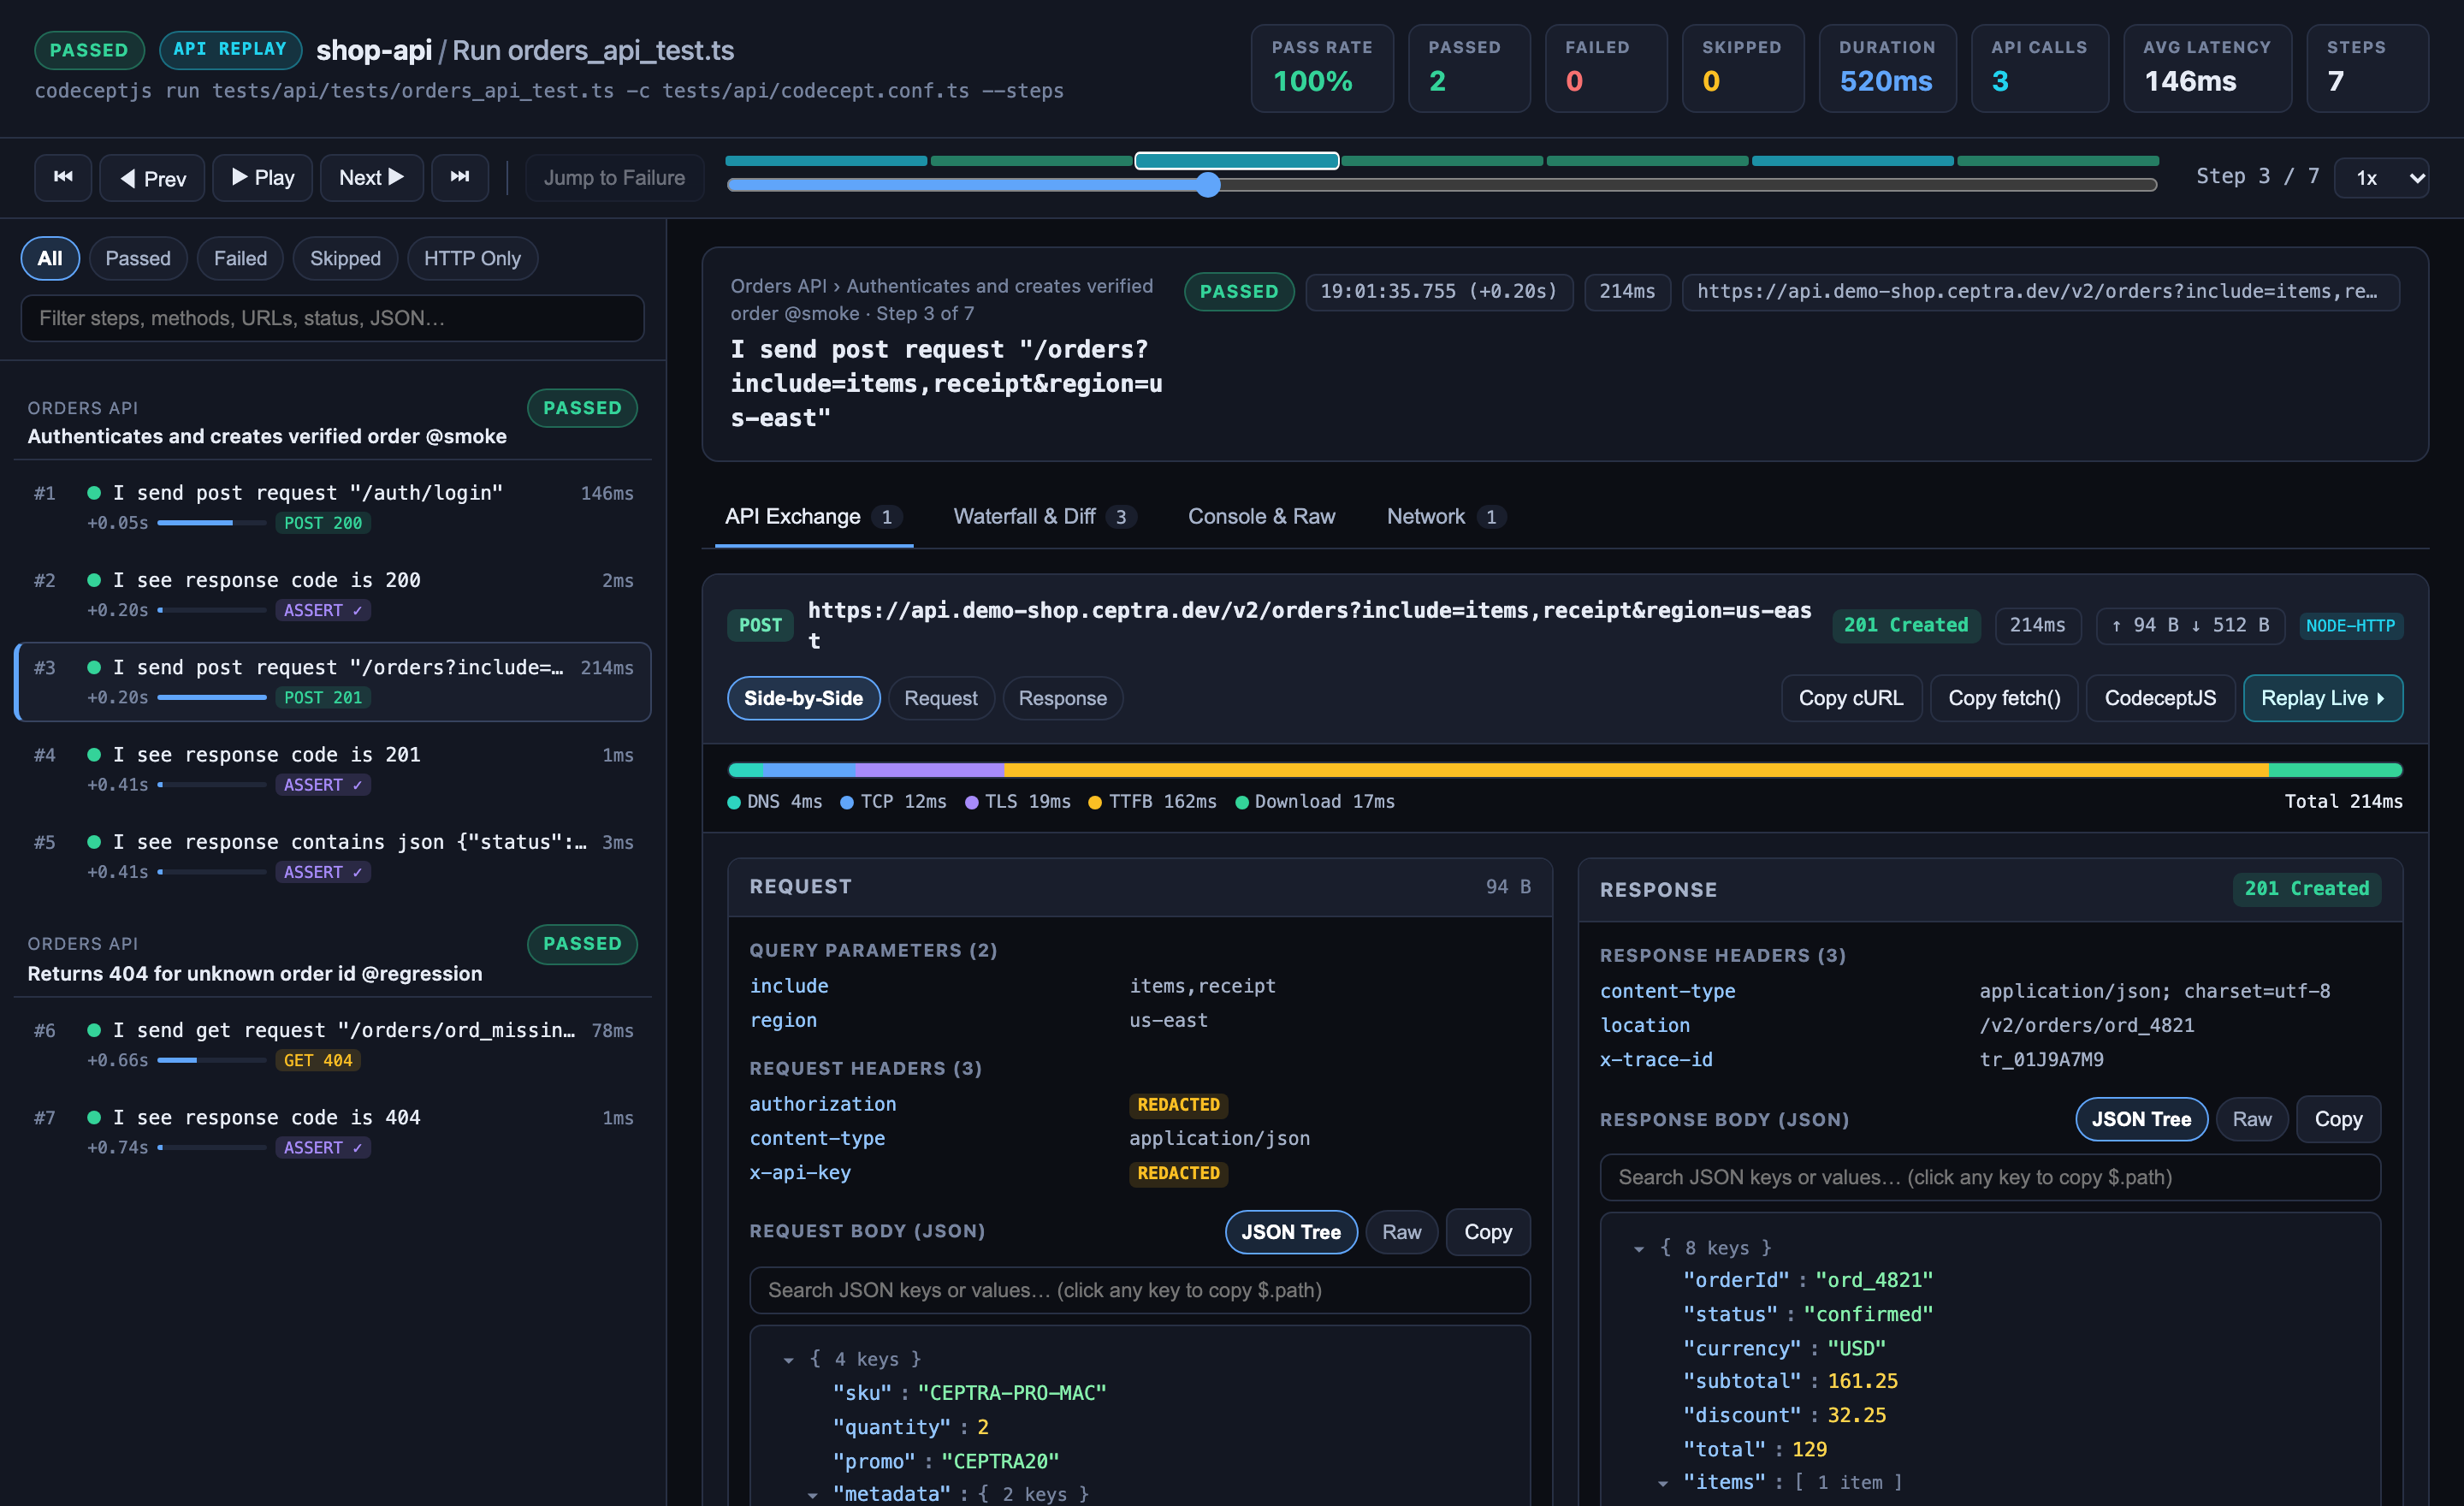 PASSED
API REPLAY
shop-api / Run orders_api_test.ts
codeceptjs run tests/api/tests/orders_api_test.ts -c tests/api/codecept.conf.ts --steps
PASS RATE
100%
PASSED
2
FAILED
0
SKIPPED
0
DURATION
520ms
API CALLS
3
AVG LATENCY
146ms
STEPS
7
⏮
◀ Prev
▶ Play
Next ▶
⏭
Jump to Failure
Step 3 / 7
1x
All
Passed
Failed
Skipped
HTTP Only
Filter steps, methods, URLs, status, JSON…
ORDERS API
Authenticates and creates verified order @smoke
PASSED
#1 I send post request "/auth/login" 146ms
+0.05s POST 200
#2 I see response code is 200 2ms
+0.20s ASSERT ✓
#3 I send post request "/orders?include=… 214ms
+0.20s POST 201
#4 I see response code is 201 1ms
+0.41s ASSERT ✓
#5 I see response contains json {"status":… 3ms
+0.41s ASSERT ✓
ORDERS API
Returns 404 for unknown order id @regression
PASSED
#6 I send get request "/orders/ord_missin… 78ms
+0.66s GET 404
#7 I see response code is 404 1ms
+0.74s ASSERT ✓
Orders API › Authenticates and creates verified
order @smoke · Step 3 of 7
I send post request "/orders?
include=items,receipt&region=u
s-east"
PASSED
19:01:35.755 (+0.20s)
214ms
https://api.demo-shop.ceptra.dev/v2/orders?include=items,re…
API Exchange 1
Waterfall & Diff 3
Console & Raw
Network 1
POST
https://api.demo-shop.ceptra.dev/v2/orders?include=items,receipt&region=us-eas
t
201 Created
214ms
↑ 94 B ↓ 512 B
NODE-HTTP
Side-by-Side
Request
Response
Copy cURL
Copy fetch()
CodeceptJS
Replay Live ▸
DNS 4ms
TCP 12ms
TLS 19ms
TTFB 162ms
Download 17ms
Total 214ms
REQUEST
94 B
QUERY PARAMETERS (2)
include items,receipt
region us-east
REQUEST HEADERS (3)
authorization REDACTED
content-type application/json
x-api-key REDACTED
REQUEST BODY (JSON)
JSON Tree
Raw
Copy
Search JSON keys or values… (click any key to copy $.path)
{ 4 keys }
"sku" : "CEPTRA-PRO-MAC"
"quantity" : 2
"promo" : "CEPTRA20"
"metadata" : { 2 keys }
RESPONSE
201 Created
RESPONSE HEADERS (3)
content-type application/json; charset=utf-8
location /v2/orders/ord_4821
x-trace-id tr_01J9A7M9
RESPONSE BODY (JSON)
JSON Tree
Raw
Copy
Search JSON keys or values… (click any key to copy $.path)
{ 8 keys }
"orderId" : "ord_4821"
"status" : "confirmed"
"currency" : "USD"
"subtotal" : 161.25
"discount" : 32.25
"total" : 129
"items" : [ 1 item ]